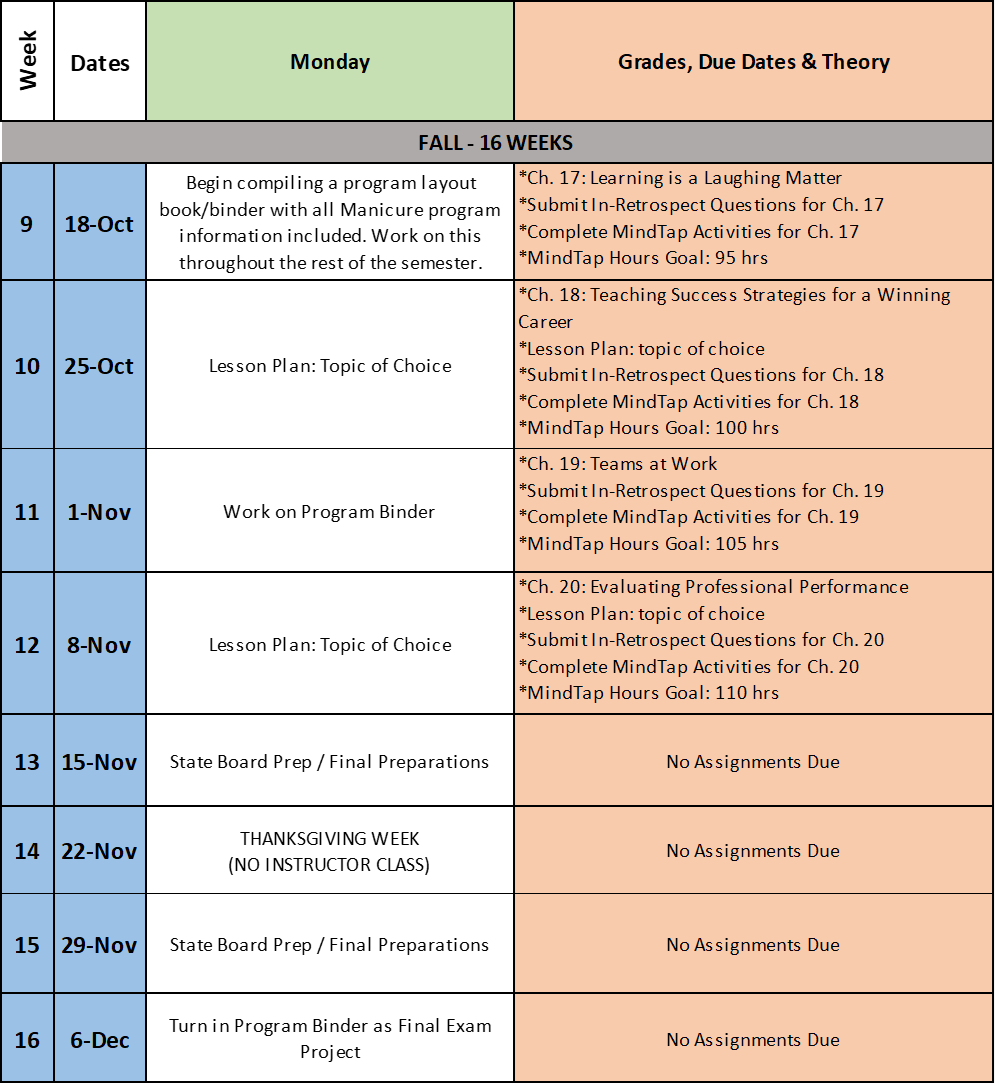 Week
Dates
Monday
Grades, Due Dates & Theory
FALL - 16 WEEKS
9
18-Oct
Begin compiling a program layout
book/binder with all Manicure program
information included. Work on this
throughout the rest of the semester.
*Ch. 17: Learning is a Laughing Matter
*Submit In-Retrospect Questions for Ch. 17
*Complete MindTap Activities for Ch. 17
*MindTap Hours Goal: 95 hrs
10
25-Oct
Lesson Plan: Topic of Choice
*Ch. 18: Teaching Success Strategies for a Winning
Career
*Lesson Plan: topic of choice
*Submit In-Retrospect Questions for Ch. 18
*Complete MindTap Activities for Ch. 18
*MindTap Hours Goal: 100 hrs
11
1-Nov
Work on Program Binder
*Ch. 19: Teams at Work
*Submit In-Retrospect Questions for Ch. 19
*Complete MindTap Activities for Ch. 19
*MindTap Hours Goal: 105 hrs
12
8-Nov
Lesson Plan: Topic of Choice
*Ch. 20: Evaluating Professional Performance
*Lesson Plan: topic of choice
*Submit In-Retrospect Questions for Ch. 20
*Complete MindTap Activities for Ch. 20
*MindTap Hours Goal: 110 hrs
13
15-Nov
State Board Prep / Final Preparations
No Assignments Due
14
22-Nov
THANKSGIVING WEEK
(NO INSTRUCTOR CLASS)
No Assignments Due
15
29-Nov
State Board Prep / Final Preparations
No Assignments Due
16
6-Dec
Turn in Program Binder as Final Exam
Project
No Assignments Due